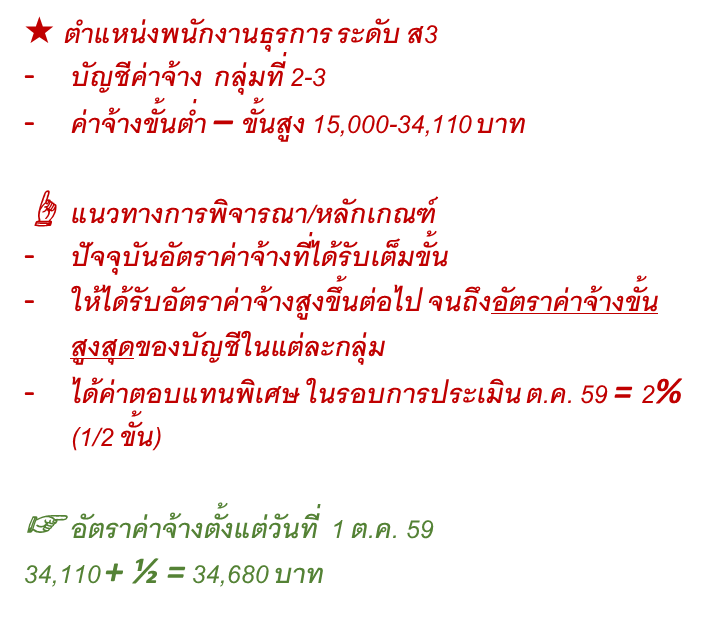 ★ ตำแหน่งพนักงานธุรการ ระดับ ส3
- บัญชีค่าจ้าง กลุ่มที่ 2-3
- ค่าจ้างขั้นต่ำ – ขั้นสูง 15,000-34,110 บาท
☝ แนวทางการพิจารณา/หลักเกณฑ์
- ปัจจุบันอัตราค่าจ้างที่ได้รับเต็มขั้น
- ให้ได้รับอัตราค่าจ้างสูงขึ้นต่อไป จนถึงอัตราค่าจ้างขั้น
สูงสุดของบัญชีในแต่ละกลุ่ม
- ได้ค่าตอบแทนพิเศษ ในรอบการประเมิน ต.ค. 59 = 2%
(1/2 ขั้น)
☞ อัตราค่าจ้างตั้งแต่วันที่ 1 ต.ค. 59
34,110+ ½ = 34,680 บาท